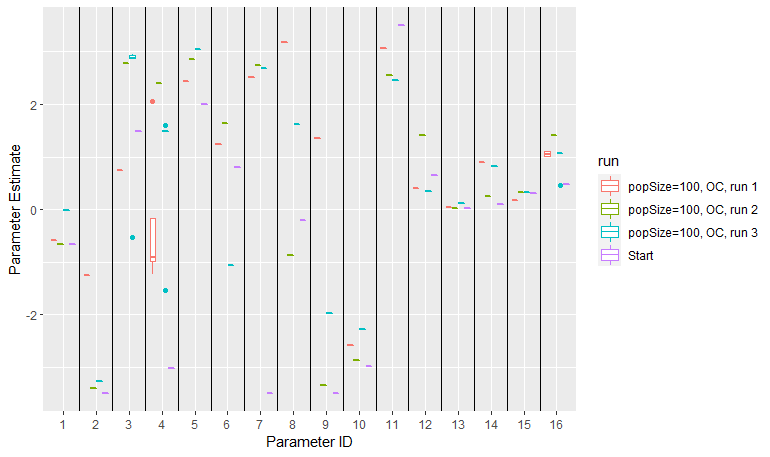 Parameter Estimate
2
0
-2
1 2 3 4 5 6 7 8 9 10 11 12 13 14 15 16
Parameter ID
run
popSize=100, OC, run 1
popSize=100, OC, run 2
popSize=100, OC, run 3
Start